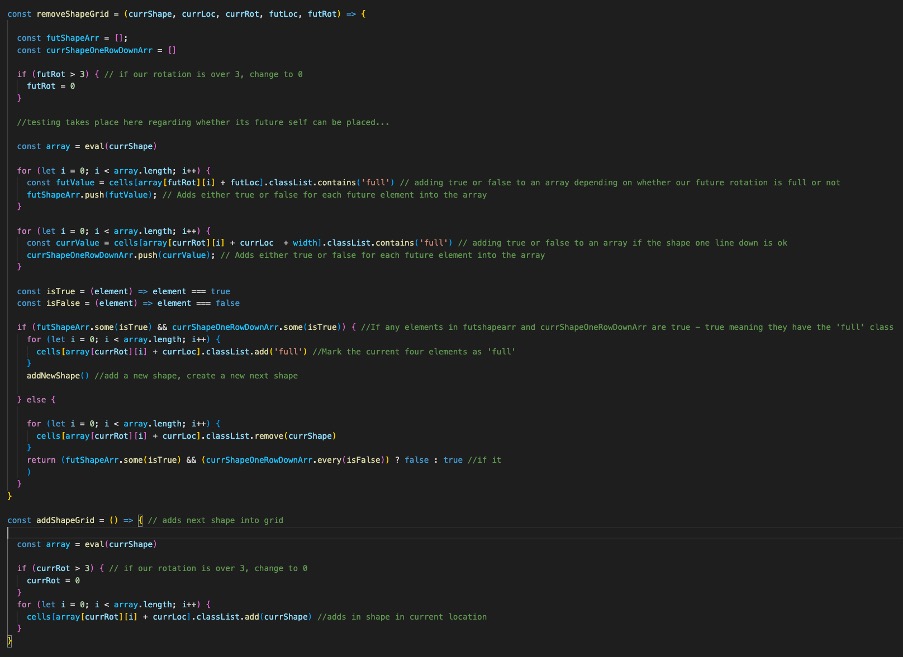 const removeShapeGrid = (currShape, currLoc, currRot, futLoc, futRot) => {
const futShapeArr = [];
const currShapeOneRowDownArr = []
if (futRot > 3) { // if our rotation is over 3, change to 0
futRot = 0
}
//testing takes place here regarding whether its future self can be placed...
const array = eval(currShape)
for (let i = 0; i < array.length; i++) {
const futValue = cells[array[futRot][i] + futLoc].classList.contains('full') // adding true or false to an array depending on whether our future rotation is full or not
futShapeArr.push(futValue); // Adds either true or false for each future element into the array
}
for (let i = 0; i < array.length; i++) {
const currValue = cells[array[currRot][i] + currLoc  + width].classList.contains('full') // adding true or false to an array if the shape one line down is ok
currShapeOneRowDownArr.push(currValue); // Adds either true or false for each future element into the array
}
const isTrue = (element) => element === true
const isFalse = (element) => element === false
if (futShapeArr.some(isTrue) && currShapeOneRowDownArr.some(isTrue)) { //If any elements in futshapearr and currShapeOneRowDownArr are true - true meaning they have the 'full' class
for (let i = 0; i < array.length; i++) {
cells[array[currRot][i] + currLoc].classList.add('full') //Mark the current four elements as 'full'
}
addNewShape() //add a new shape, create a new next shape
} else {
for (let i = 0; i < array.length; i++) {
cells[array[currRot][i] + currLoc].classList.remove(currShape)
}
return (futShapeArr.some(isTrue) && (currShapeOneRowDownArr.every(isFalse)) ? false : true //if it
)
}
}
const addShapeGrid = () => { // adds next shape into grid
const array = eval(currShape)
if (currRot > 3) { // if our rotation is over 3, change to 0
currRot = 0
}
for (let i = 0; i < array.length; i++) {
cells[array[currRot][i] + currLoc].classList.add(currShape) //adds in shape in current location
}
}